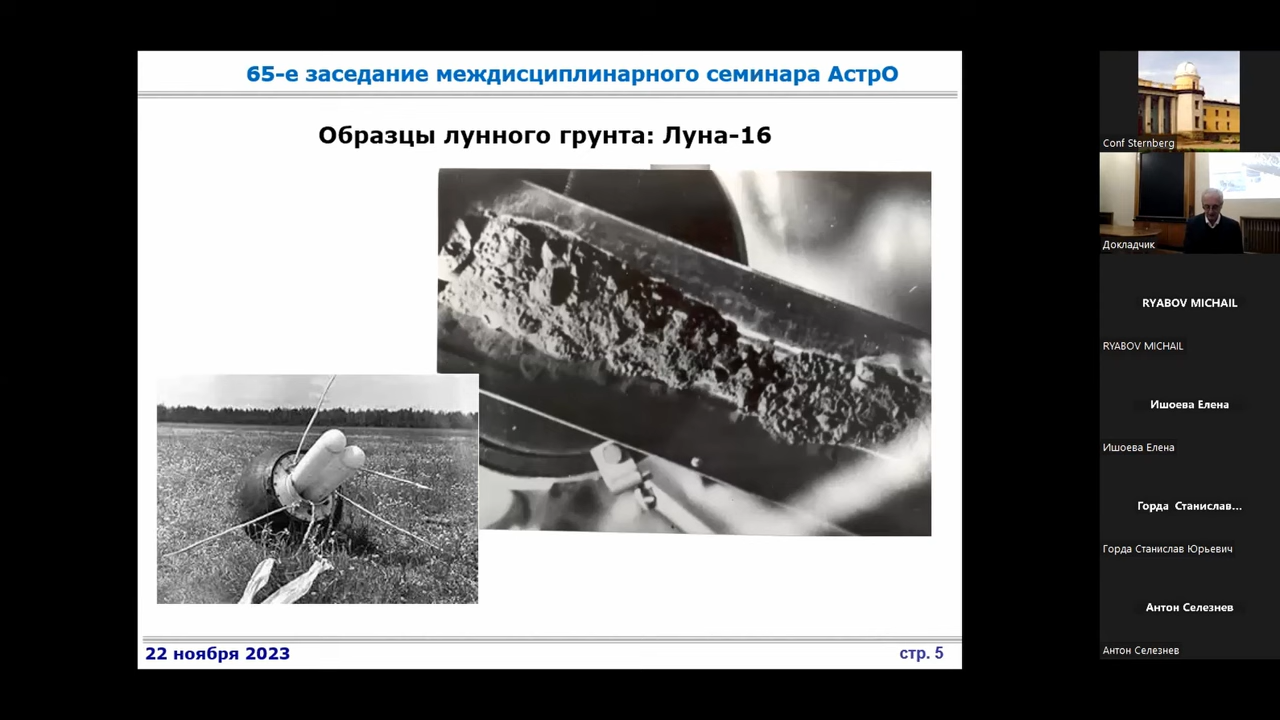 65-е заседание междисциплинарного семинара АстрО
Образцы лунного грунта: Луна-16
22 ноября 2023
стр. 5
Conf Sternberg
Докладчик
RYABOV MICHAIL
RYABOV MICHAIL
Ишоева Елена
Ишоева Елена
Горда Станислав...
Горда Станислав Юрьевич
Антон Селезнев
Антон Селезнев